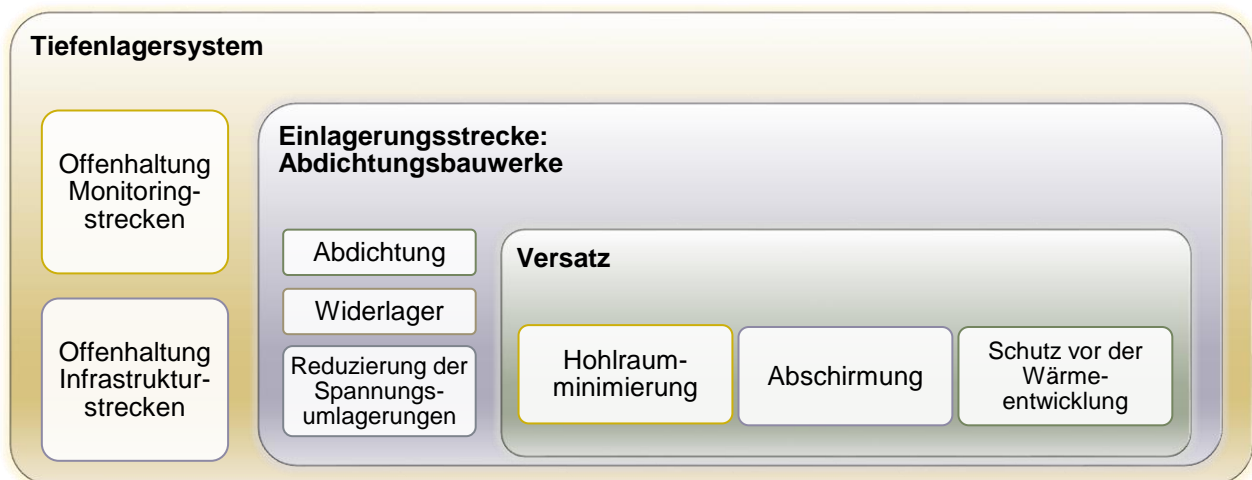 Tiefenlagersystem
Offenhaltung
Monitoring-
strecken
Offenhaltung
Infrastruktur-
strecken
Einlagerungsstrecke:
Abdichtungsbauwerke
Abdichtung
Widerlager
Reduzierung der
Spannungs-
umlagerungen
Versatz
Hohlraum-
minimierung
Abschirmung
Schutz vor der
Wärme-
entwicklung